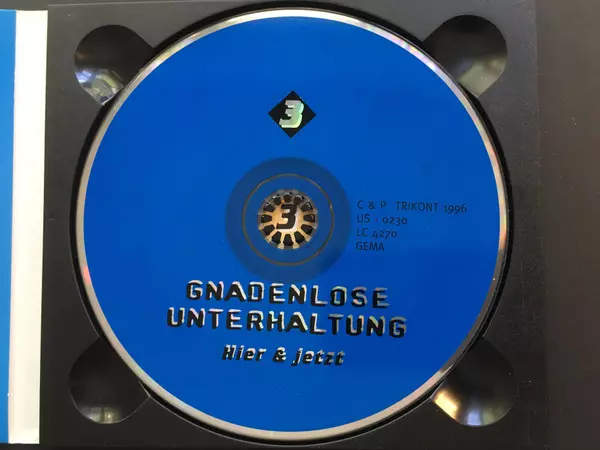 3
3
C & P TRIKONT 1996
US - 0230
LC 4270
GEMA
GNADENLOSE
UNTERHALTUNG
Hier & jetzt